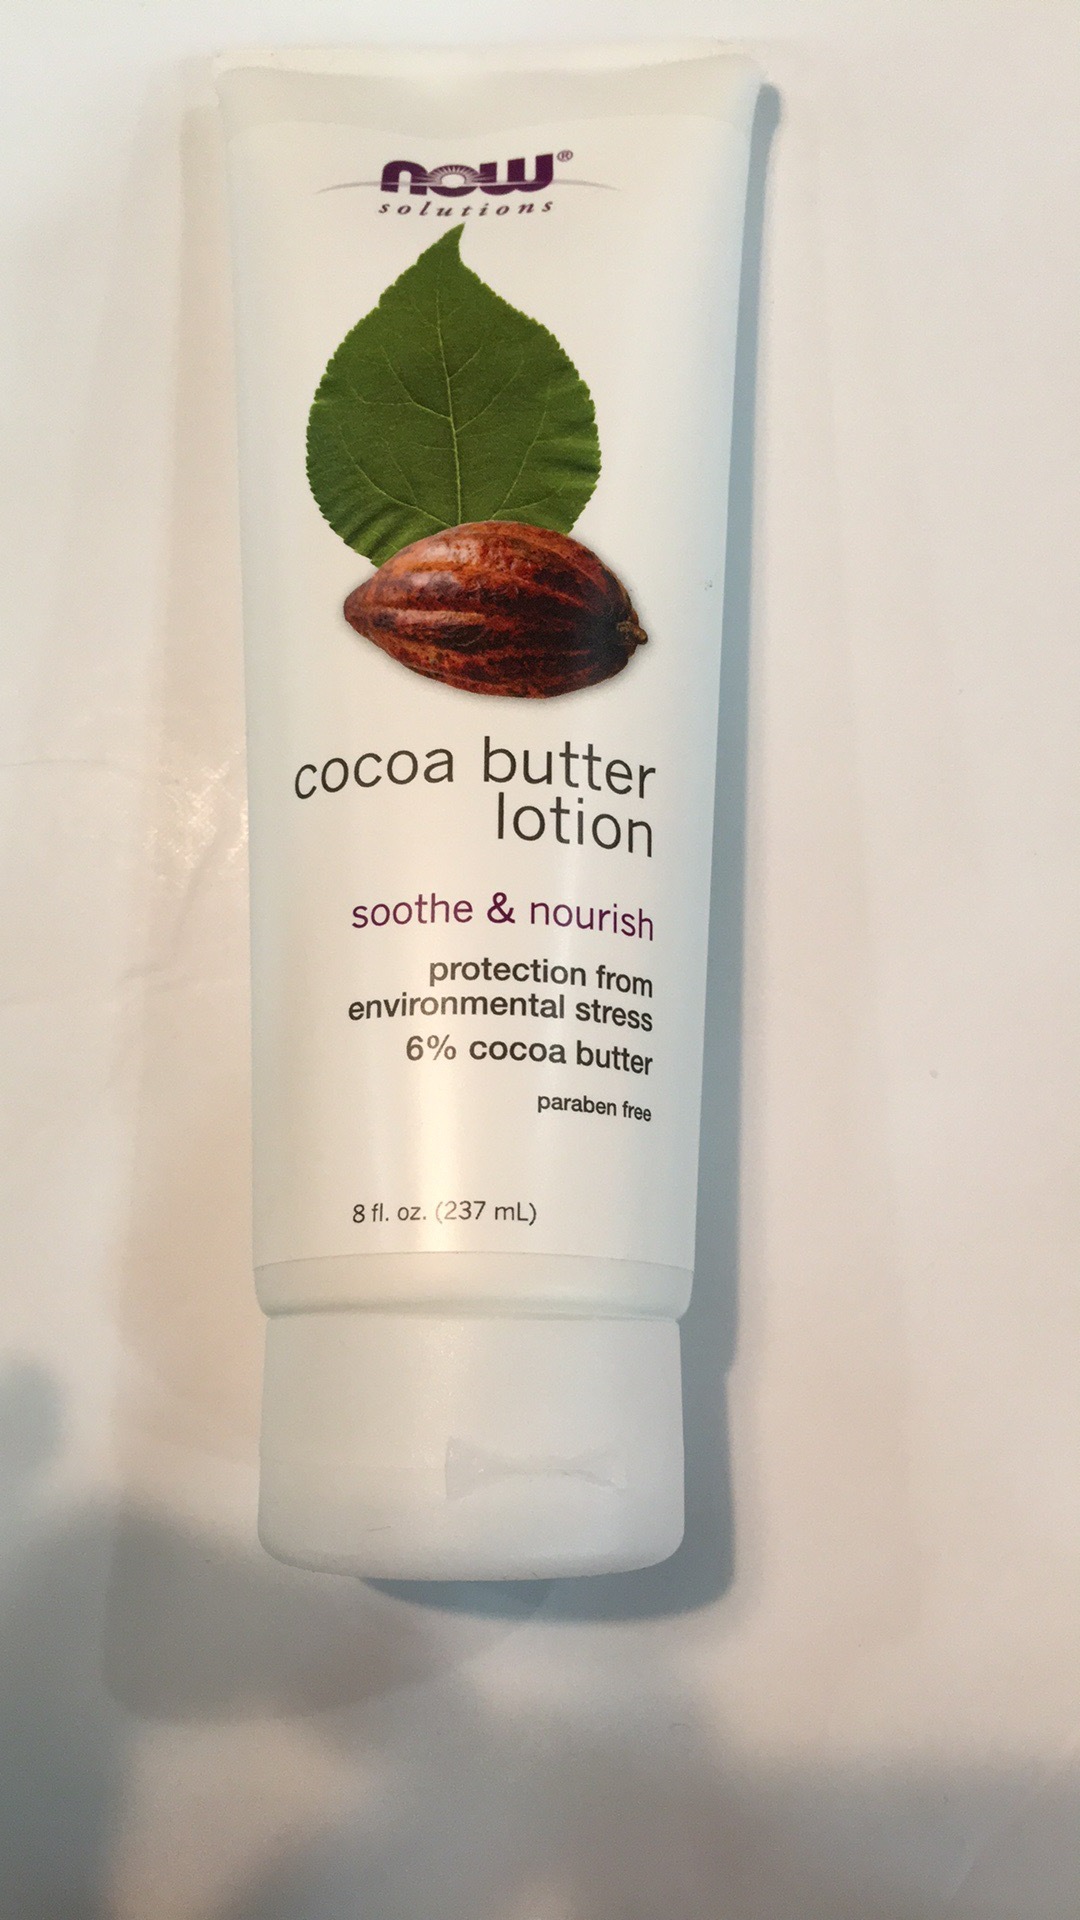 now®
solutions
cocoa butter
lotion
soothe & nourish
protection from
environmental stress
6% cocoa butter
paraben free
8 fl. oz. (237 mL)